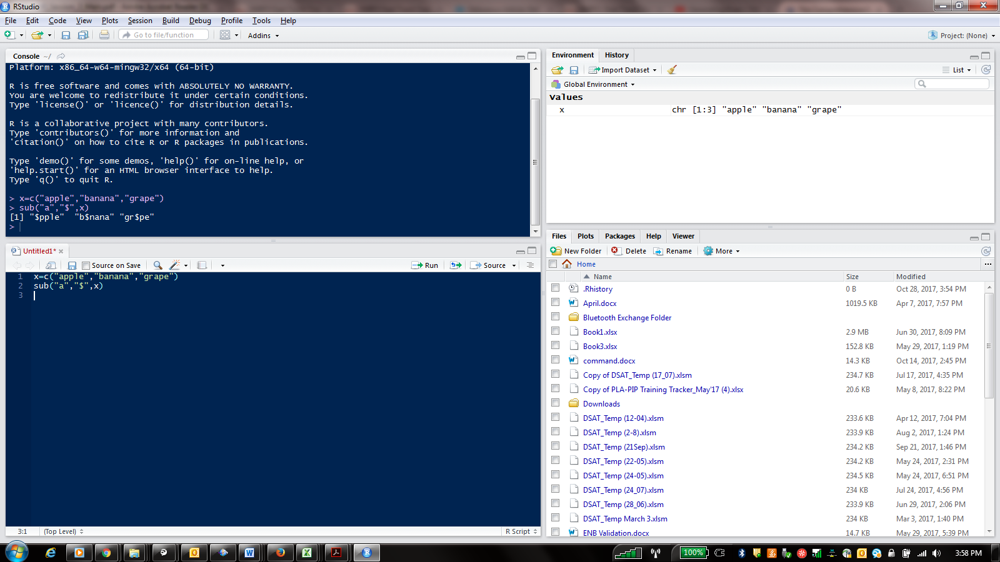 RStudio
File Edit Code View Plots Session Build Debug Profile Tools Help
Go to file/function Addins Project: (None)
Console ~/
Platform: x86_64-w64-mingw32/x64 (64-bit)
R is free software and comes with ABSOLUTELY NO WARRANTY.
You are welcome to redistribute it under certain conditions.
Type 'license()' or 'licence()' for distribution details.
R is a collaborative project with many contributors.
Type 'contributors()' for more information and
'citation()' on how to cite R or R packages in publications.
Type 'demo()' for some demos, 'help()' for on-line help, or
'help.start()' for an HTML browser interface to help.
Type 'q()' to quit R.
> x=c("apple","banana","grape")
> sub("a","$",x)
[1] "$pple"  "b$nana" "gr$pe"
>
Untitled1*
Source on Save Run Source
1 x=c("apple","banana","grape")
2 sub("a","$",x)
3
3:1 (Top Level) R Script
Environment History
Import Dataset List
Global Environment
Values
x chr [1:3] "apple" "banana" "grape"
Files Plots Packages Help Viewer
New Folder Delete Rename More
Home
Name Size Modified
.Rhistory 0 B Oct 28, 2017, 3:54 PM
April.docx 1019.5 KB Apr 7, 2017, 7:57 PM
Bluetooth Exchange Folder
Book1.xlsx 2.9 MB Jun 30, 2017, 8:09 PM
Book3.xlsx 152.8 KB May 29, 2017, 1:19 PM
command.docx 14.3 KB Oct 14, 2017, 2:45 PM
Copy of DSAT_Temp (17_07).xlsm 234.7 KB Jul 17, 2017, 4:35 PM
Copy of PLA-PIP Training Tracker_May'17 (4).xlsx 20.6 KB May 8, 2017, 8:22 PM
Downloads
DSAT_Temp (12-04).xlsm 233.6 KB Apr 12, 2017, 7:04 PM
DSAT_Temp (2-8).xlsm 233.9 KB Aug 2, 2017, 1:24 PM
DSAT_Temp (21Sep).xlsm 234.2 KB Sep 21, 2017, 1:46 PM
DSAT_Temp (22-05).xlsm 234.2 KB May 24, 2017, 2:31 PM
DSAT_Temp (24-05).xlsm 234.5 KB May 24, 2017, 6:51 PM
DSAT_Temp (24_07).xlsm 234 KB Jul 24, 2017, 4:56 PM
DSAT_Temp (28_06).xlsm 233.9 KB Jun 29, 2017, 2:06 PM
DSAT_Temp March 3.xlsm 234 KB Mar 3, 2017, 1:40 PM
ENB Validation.docx 14.7 KB May 29, 2017, 5:39 PM
100% 3:58 PM